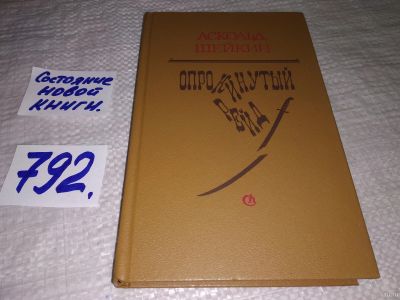 Состояние
новой
книги.
792.
АСКОЛЬД
ШЕЙКИН
ОПРОКИНУТЫЙ
РЕЙД